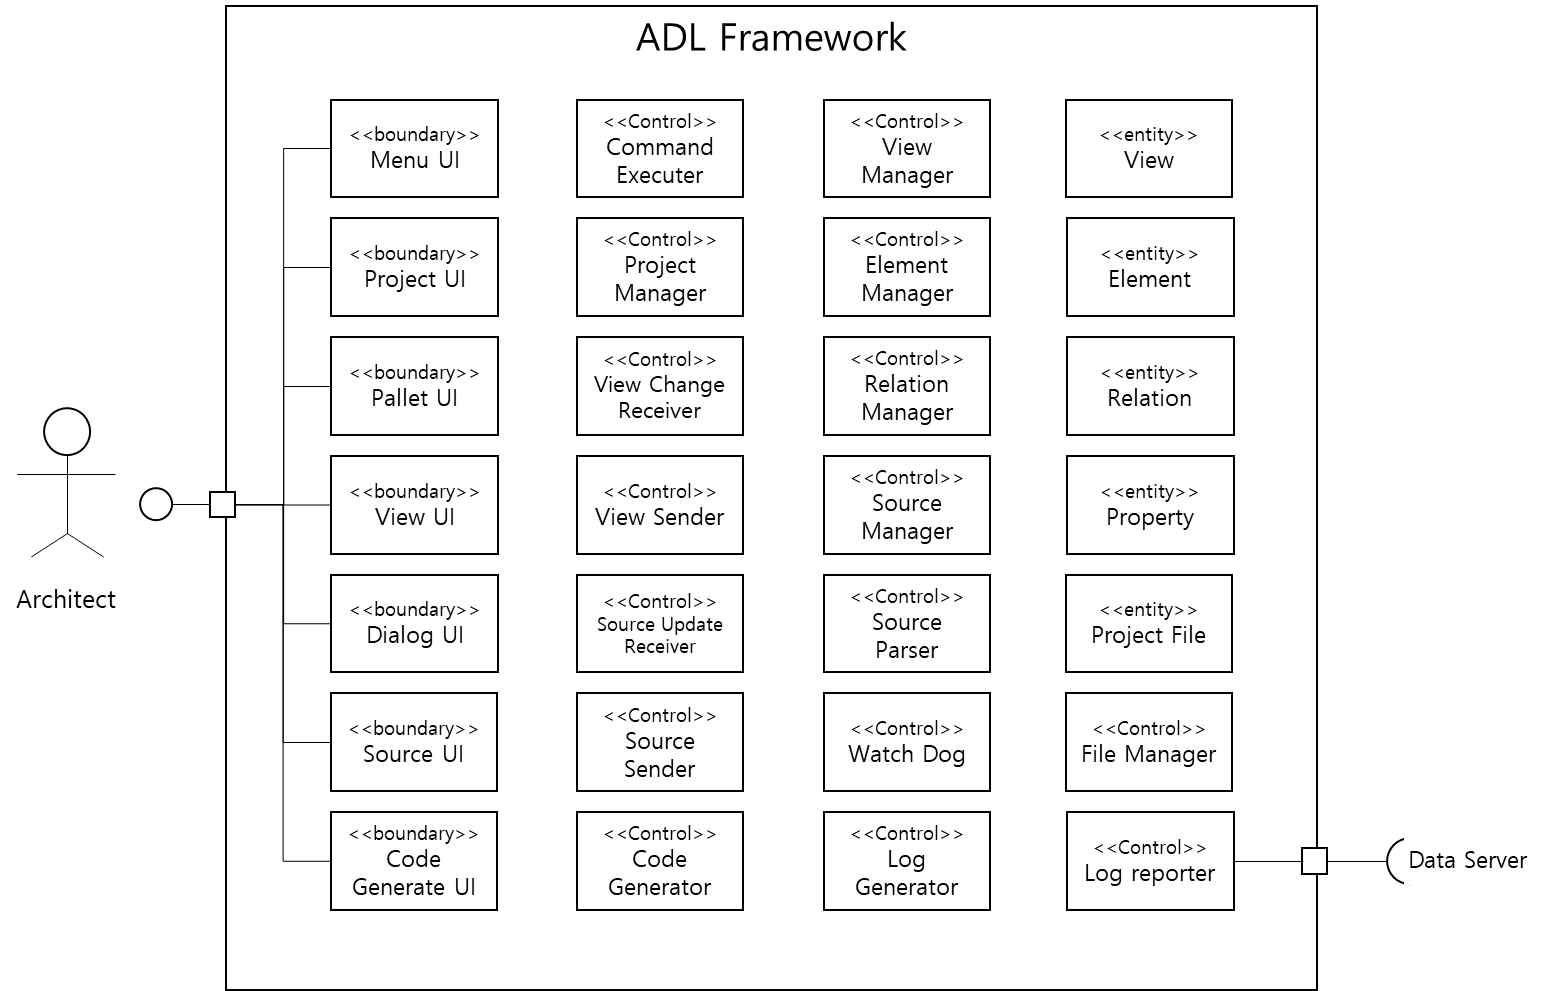 ADL Framework
<<boundary>>
Menu UI
<<Control>>
Command
Executer
<<Control>>
View
Manager
<<entity>>
View
<<boundary>>
Project UI
<<Control>>
Project
Manager
<<Control>>
Element
Manager
<<entity>>
Element
<<boundary>>
Pallet UI
<<Control>>
View Change
Receiver
<<Control>>
Relation
Manager
<<entity>>
Relation
<<boundary>>
View UI
<<Control>>
View Sender
<<Control>>
Source
Manager
<<entity>>
Property
Architect
<<boundary>>
Dialog UI
<<Control>>
Source Update
Receiver
<<Control>>
Source
Parser
<<entity>>
Project File
<<boundary>>
Source UI
<<Control>>
Source
Sender
<<Control>>
Watch Dog
<<Control>>
File Manager
<<boundary>>
Code
Generate UI
<<Control>>
Code
Generator
<<Control>>
Log
Generator
<<Control>>
Log reporter
Data Server